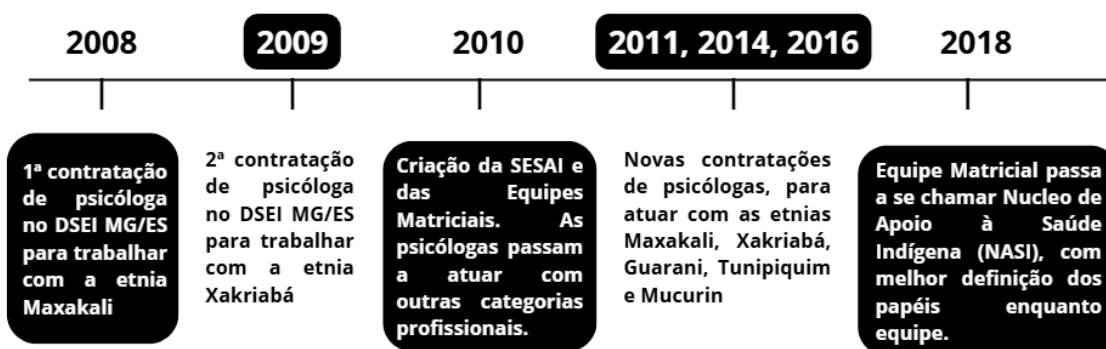 2008
2009
2010
2011, 2014, 2016
2018
1ª contratação
de psicóloga
no DSEI MG/ES
para trabalhar
com a etnia
Maxakali
2ª contratação
de psicóloga
no DSEI MG/ES
para trabalhar
com a etnia
Xakriabá
Criação da SESAI e
das Equipes
Matriciais. As
psicólogas passam
a atuar com
outras categorias
profissionais.
Novas contratações
de psicólogas, para
atuar com as etnias
Maxakali, Xakriabá,
Guarani, Tunipiquim
e Mucurin
Equipe Matricial passa
a se chamar Nucleo de
Apoio à Saúde
Indígena (NASI), com
melhor definição dos
papéis enquanto
equipe.